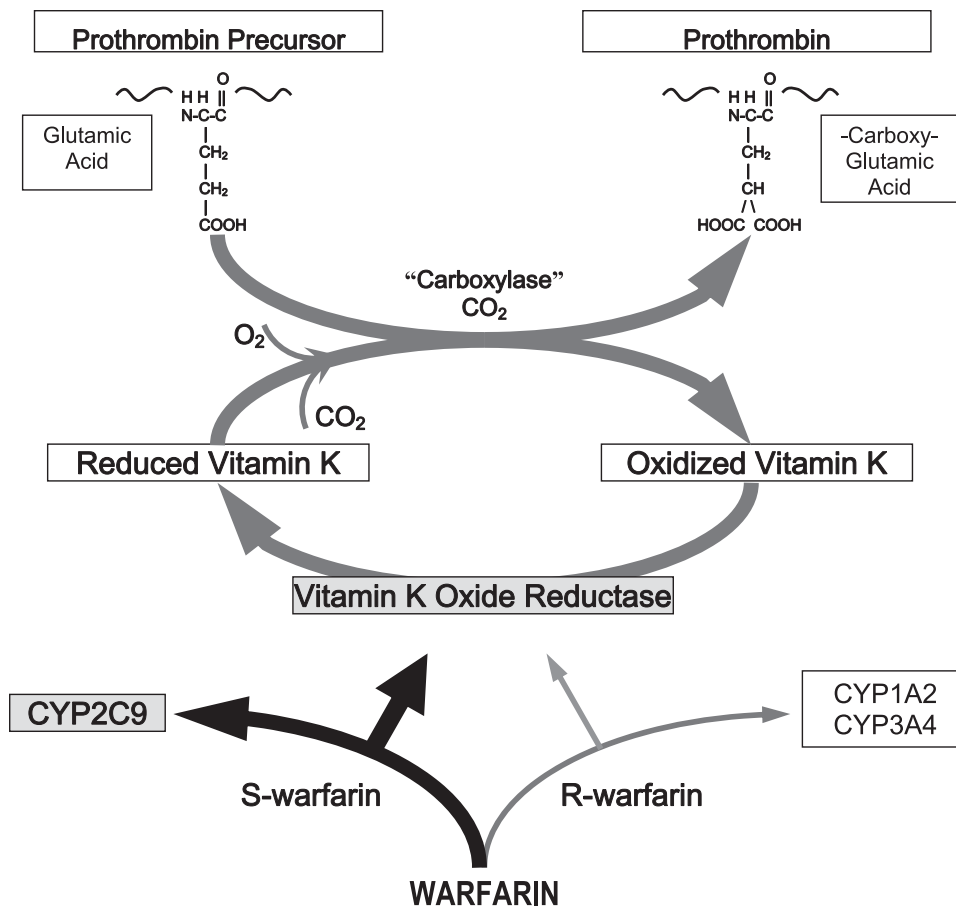 Prothrombin Precursor
Prothrombin
O
H H
N-C-C
CH₂
CH₂
COOH
Glutamic
Acid
O
H H
N-C-C
CH₂
CH
HOOC COOH
-Carboxy-
Glutamic
Acid
“Carboxylase”
CO₂
O₂
CO₂
Reduced Vitamin K
Oxidized Vitamin K
Vitamin K Oxide Reductase
CYP2C9
CYP1A2
CYP3A4
S-warfarin
R-warfarin
WARFARIN